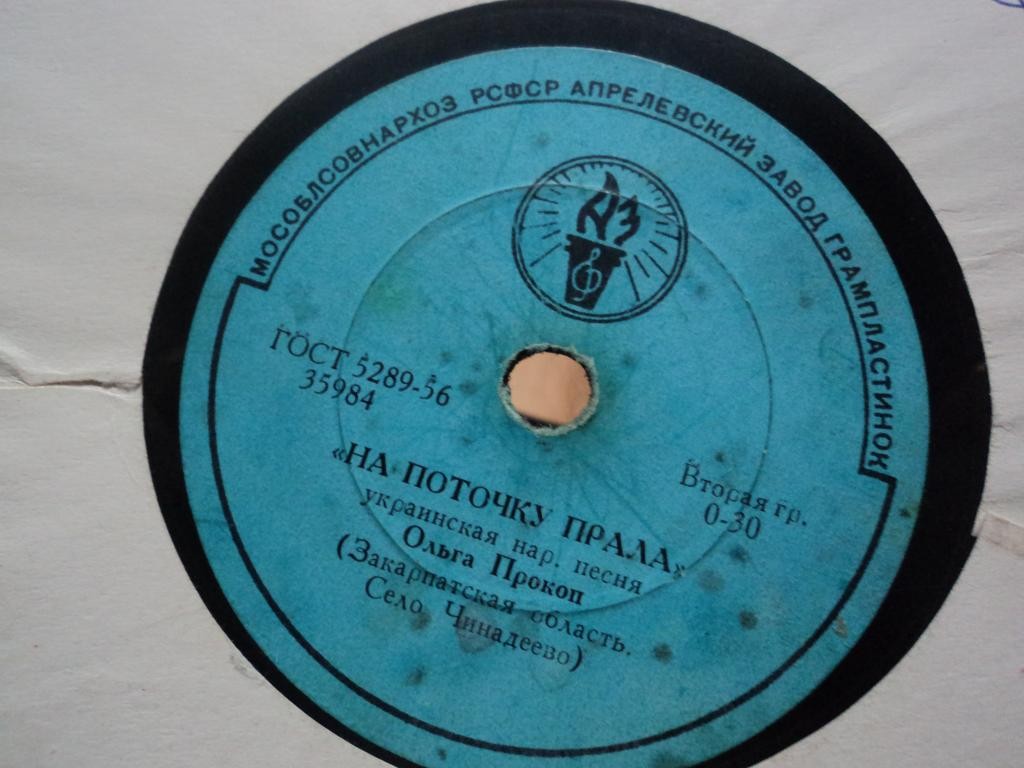 МОСОБЛСОВНАРХОЗ РСФСР АПРЕЛЕВСКИЙ ЗАВОД ГРАМПЛАСТИНОК
АЗ
ГОСТ 5289-56
35984
Вторая гр.
0-30
«НА ПОТОЧКУ ПРАЛА»
украинская нар. песня
Ольга Прокоп
(Закарпатская область.
Село Чинадеево)